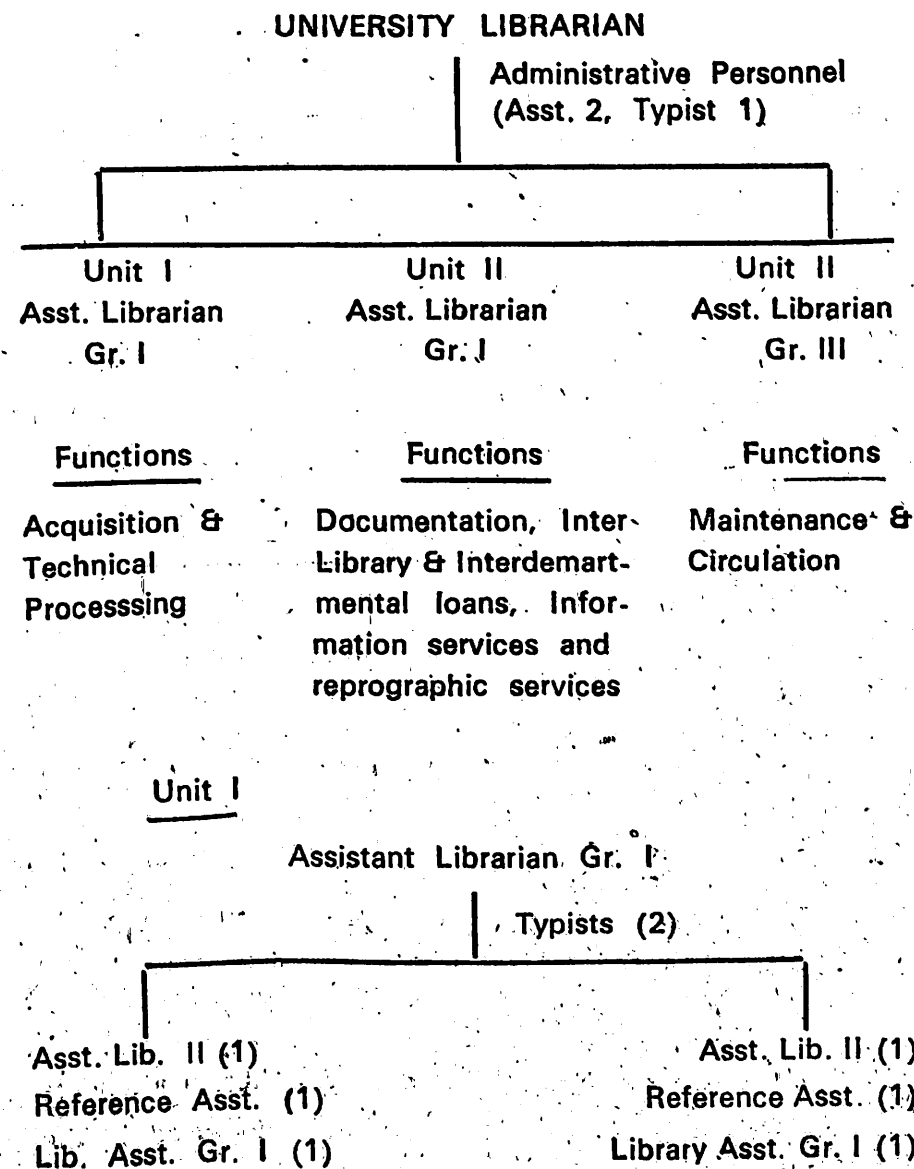 UNIVERSITY LIBRARIAN
Administrative Personnel
(Asst. 2, Typist 1)
Unit I
Asst. Librarian
Gr. I
Unit II
Asst. Librarian
Gr. I
Unit II
Asst. Librarian
Gr. III
Functions
Acquisition &
Technical
Processsing
Functions
Documentation, Inter-
Library & Interdemart-
mental loans, Infor-
mation services and
reprographic services
Functions
Maintenance &
Circulation
Unit I
Assistant Librarian Gr. I
Typists (2)
Asst. Lib. II (1)
Reference Asst. (1)
Lib. Asst. Gr. I (1)
Asst. Lib. II (1)
Reference Asst. (1)
Library Asst. Gr. I (1)